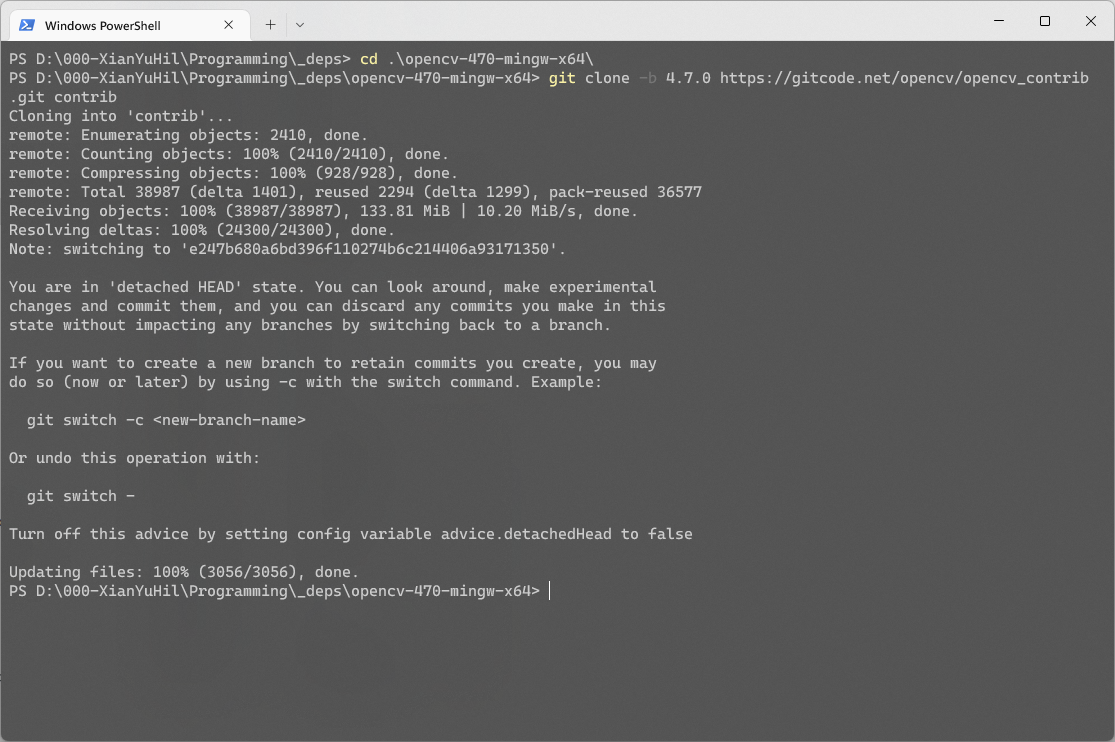 Windows PowerShell
PS D:\000-XianYuHil\Programming\_deps> cd .\opencv-470-mingw-x64\
PS D:\000-XianYuHil\Programming\_deps\opencv-470-mingw-x64> git clone -b 4.7.0 https://gitcode.net/opencv/opencv_contrib
.git contrib
Cloning into 'contrib'...
remote: Enumerating objects: 2410, done.
remote: Counting objects: 100% (2410/2410), done.
remote: Compressing objects: 100% (928/928), done.
remote: Total 38987 (delta 1401), reused 2294 (delta 1299), pack-reused 36577
Receiving objects: 100% (38987/38987), 133.81 MiB | 10.20 MiB/s, done.
Resolving deltas: 100% (24300/24300), done.
Note: switching to 'e247b680a6bd396f110274b6c214406a93171350'.
You are in 'detached HEAD' state. You can look around, make experimental
changes and commit them, and you can discard any commits you make in this
state without impacting any branches by switching back to a branch.
If you want to create a new branch to retain commits you create, you may
do so (now or later) by using -c with the switch command. Example:
git switch -c <new-branch-name>
Or undo this operation with:
git switch -
Turn off this advice by setting config variable advice.detachedHead to false
Updating files: 100% (3056/3056), done.
PS D:\000-XianYuHil\Programming\_deps\opencv-470-mingw-x64>